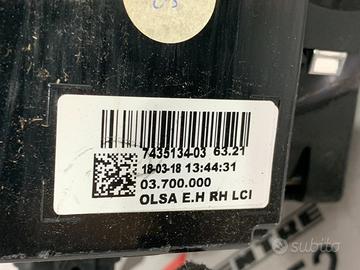 7435134-03 63.21
18-03-18 13:44:31
03.700.000
OLSA E.H RH LCI
subito